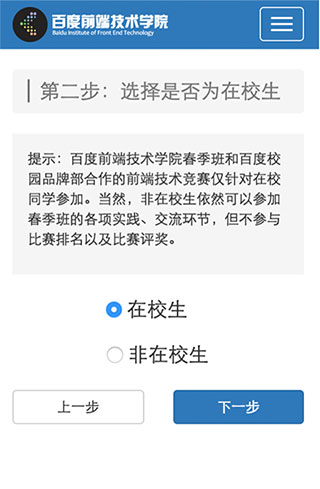 百度前端技术学院
Baidu Institute of Front End Technology
第二步：选择是否为在校生
提示：百度前端技术学院春季班和百度校
园品牌部合作的前端技术竞赛仅针对在校
同学参加。当然，非在校生依然可以参加
春季班的各项实践、交流环节，但不参与
比赛排名以及比赛评奖。
在校生
非在校生
上一步 下一步